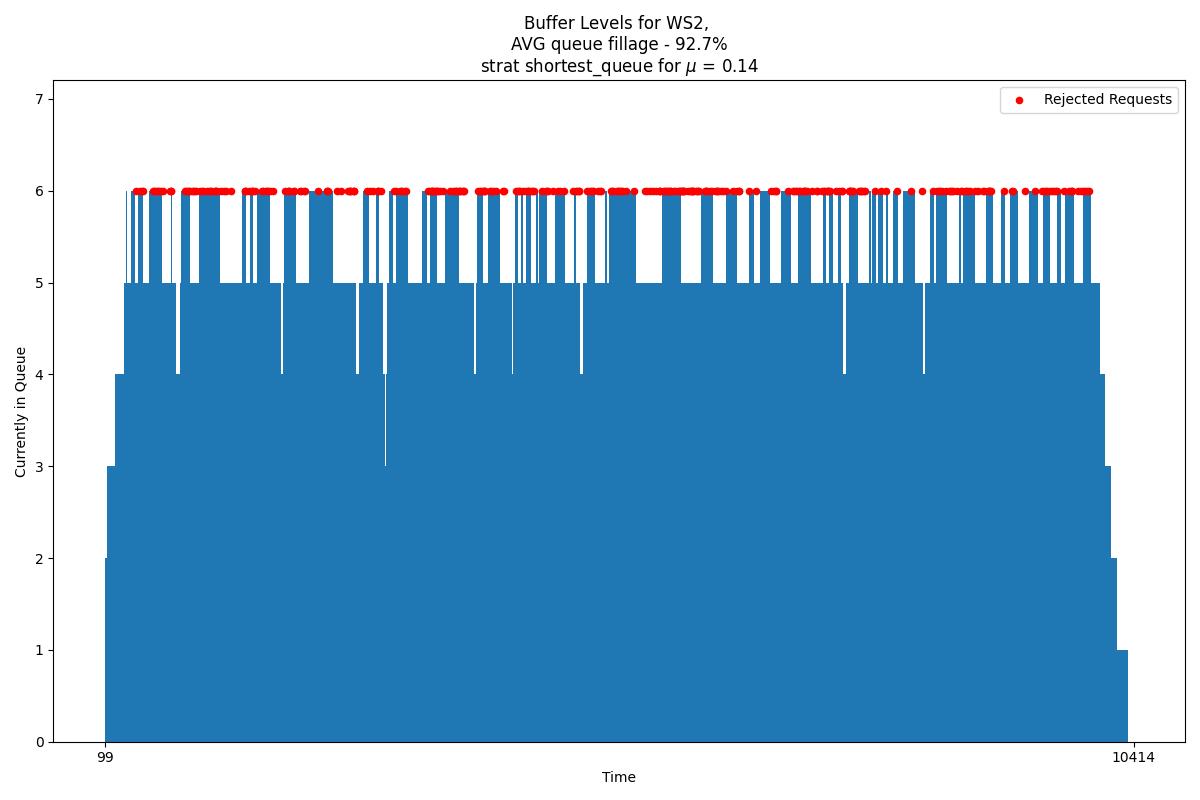 Buffer Levels for WS2,
AVG queue fillage - 92.7%
strat shortest_queue for μ = 0.14
Rejected Requests
7
6
5
4
3
2
1
0
Currently in Queue
99
10414
Time